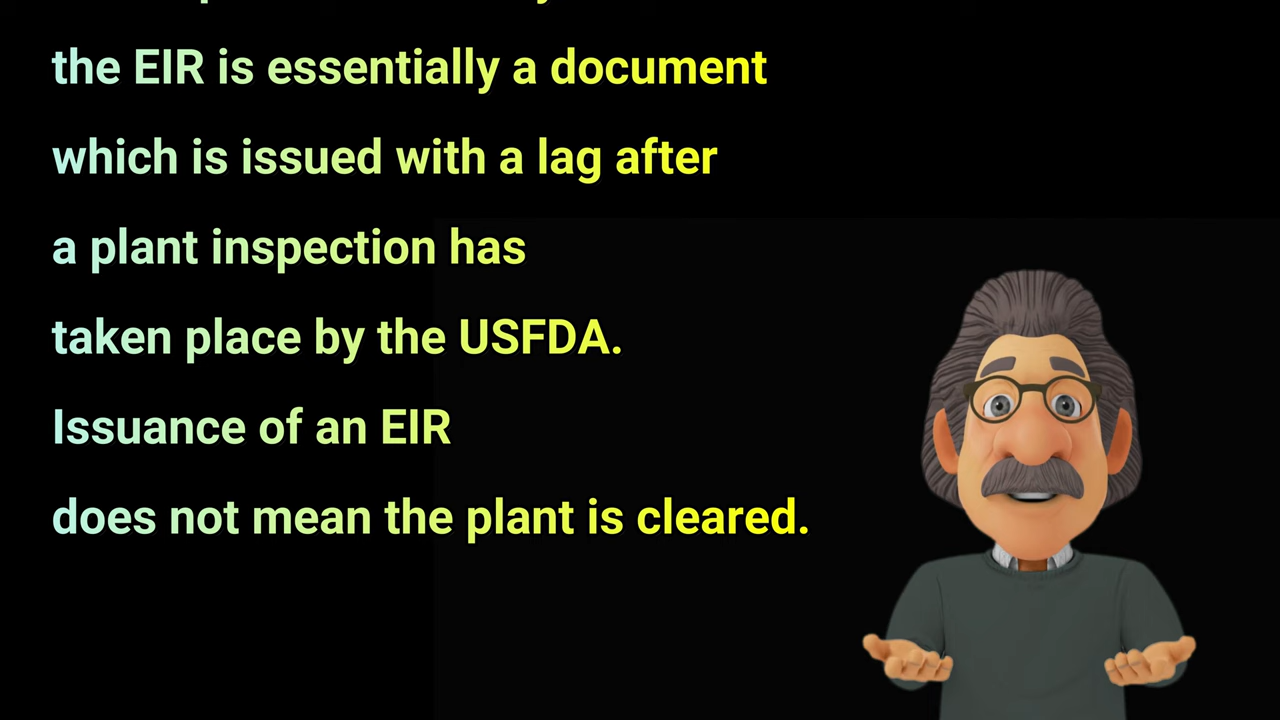 the EIR is essentially a document
which is issued with a lag after
a plant inspection has
taken place by the USFDA.
Issuance of an EIR
does not mean the plant is cleared.